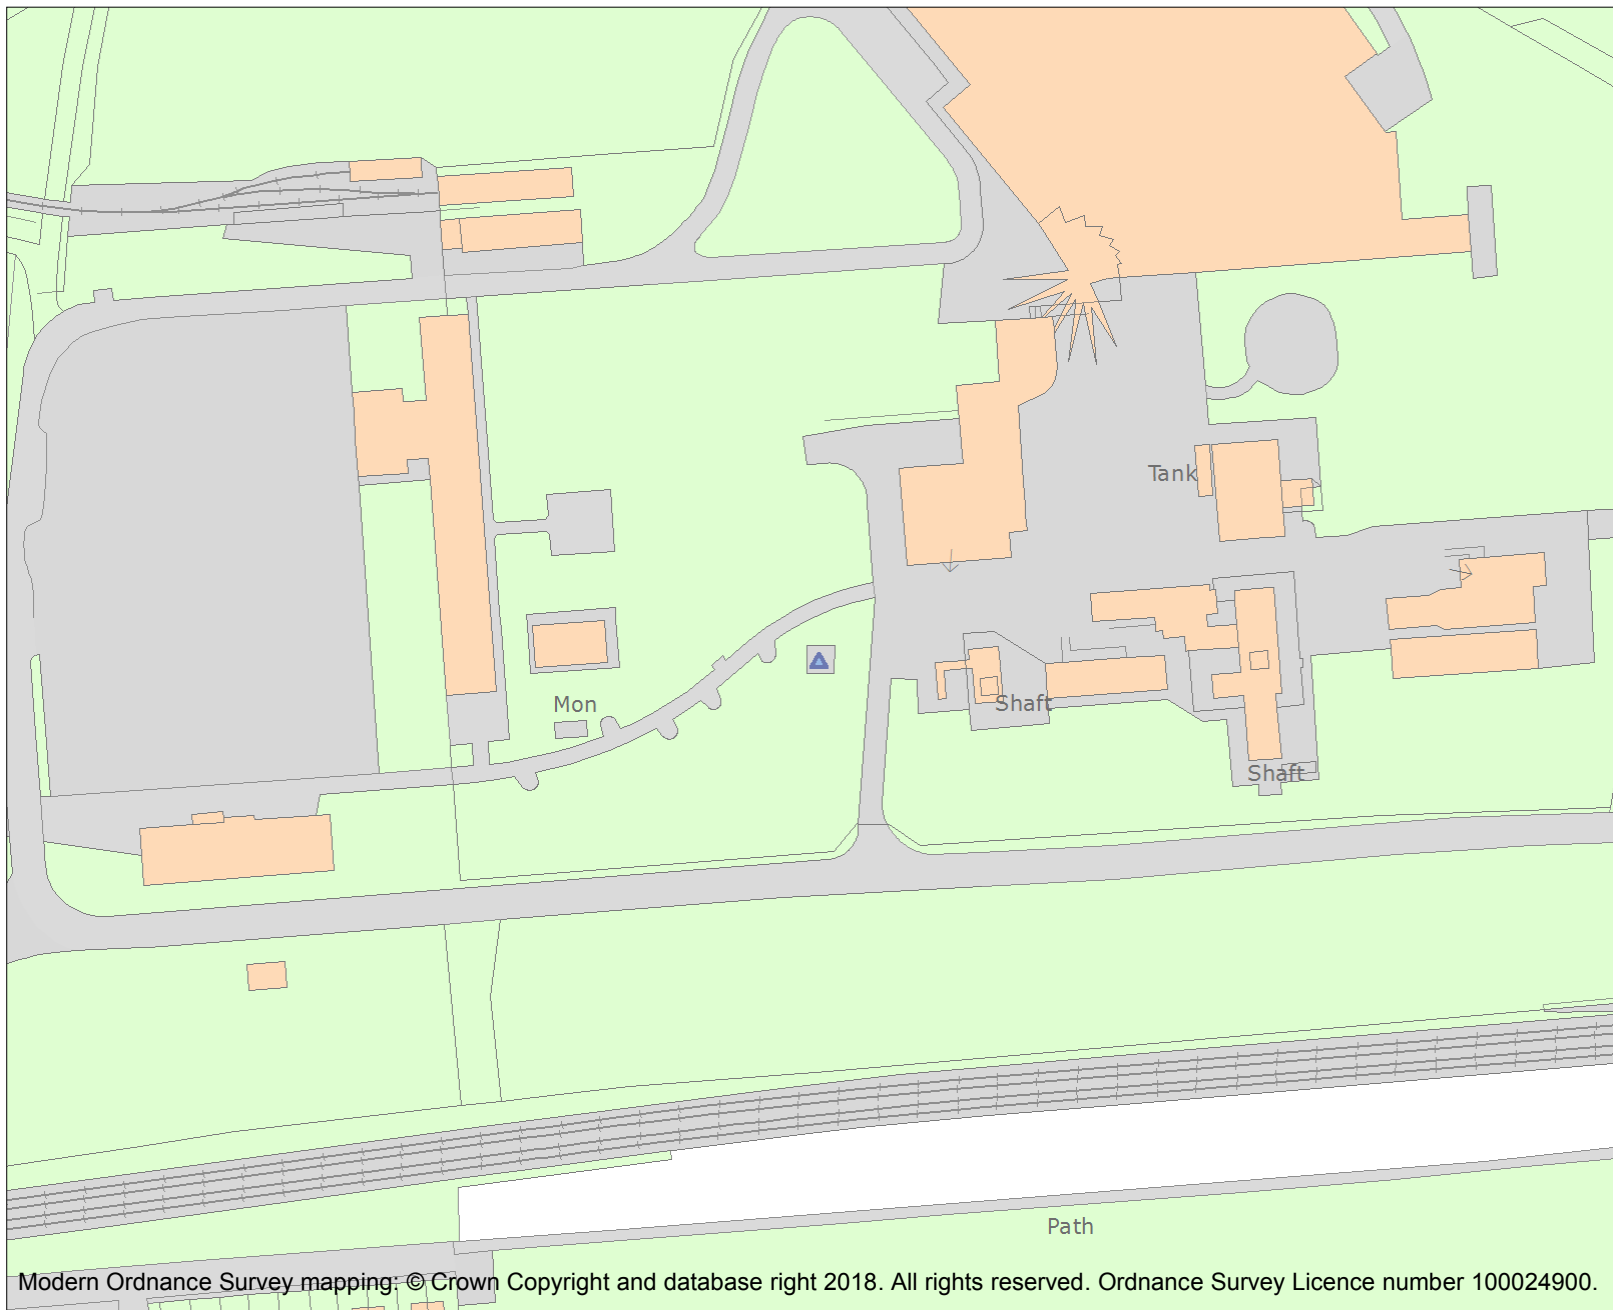 Tank
Mon
Shaft
Shaft
Path
Modern Ordnance Survey mapping: © Crown Copyright and database right 2018. All rights reserved. Ordnance Survey Licence number 100024900.